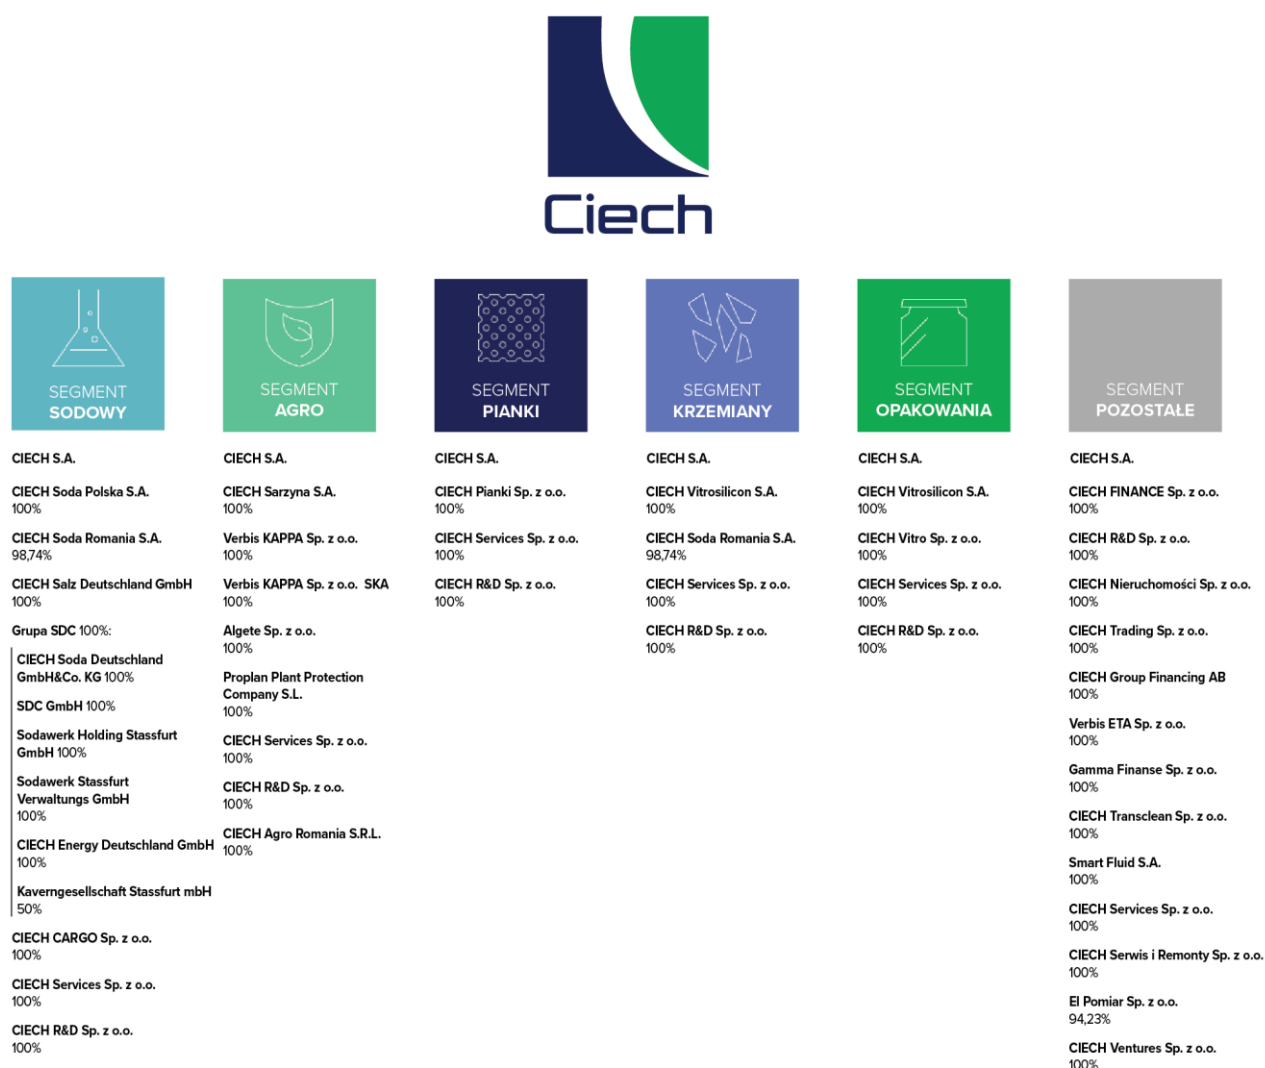 Ciech
SEGMENT
SODOWY
CIECH S.A.
CIECH Soda Polska S.A.
100%
CIECH Soda Romania S.A.
98,74%
CIECH Salz Deutschland GmbH
100%
Grupa SDC 100%:
CIECH Soda Deutschland
GmbH&Co. KG 100%
SDC GmbH 100%
Sodawerk Holding Stassfurt
GmbH 100%
Sodawerk Stassfurt
Verwaltungs GmbH
100%
CIECH Energy Deutschland GmbH
100%
Kaverngesellschaft Stassfurt mbH
50%
CIECH CARGO Sp. z o.o.
100%
CIECH Services Sp. z o.o.
100%
CIECH R&D Sp. z o.o.
100%
SEGMENT
AGRO
CIECH S.A.
CIECH Sarzyna S.A.
100%
Verbis KAPPA Sp. z o.o.
100%
Verbis KAPPA Sp. z o.o. SKA
100%
Algete Sp. z o.o.
100%
Proplan Plant Protection
Company S.L.
100%
CIECH Services Sp. z o.o.
100%
CIECH R&D Sp. z o.o.
100%
CIECH Agro Romania S.R.L.
100%
SEGMENT
PIANKI
CIECH S.A.
CIECH Pianki Sp. z o.o.
100%
CIECH Services Sp. z o.o.
100%
CIECH R&D Sp. z o.o.
100%
SEGMENT
KRZEMIANY
CIECH S.A.
CIECH Vitrosilicon S.A.
100%
CIECH Soda Romania S.A.
98,74%
CIECH Services Sp. z o.o.
100%
CIECH R&D Sp. z o.o.
100%
SEGMENT
OPAKOWANIA
CIECH S.A.
CIECH Vitrosilicon S.A.
100%
CIECH Vitro Sp. z o.o.
100%
CIECH Services Sp. z o.o.
100%
CIECH R&D Sp. z o.o.
100%
SEGMENT
POZOSTAŁE
CIECH S.A.
CIECH FINANCE Sp. z o.o.
100%
CIECH R&D Sp. z o.o.
100%
CIECH Nieruchomości Sp. z o.o.
100%
CIECH Trading Sp. z o.o.
100%
CIECH Group Financing AB
100%
Verbis ETA Sp. z o.o.
100%
Gamma Finanse Sp. z o.o.
100%
CIECH Transclean Sp. z o.o.
100%
Smart Fluid S.A.
100%
CIECH Services Sp. z o.o.
100%
CIECH Serwis i Remonty Sp. z o.o.
100%
El Pomiar Sp. z o.o.
94,23%
CIECH Ventures Sp. z o.o.
100%